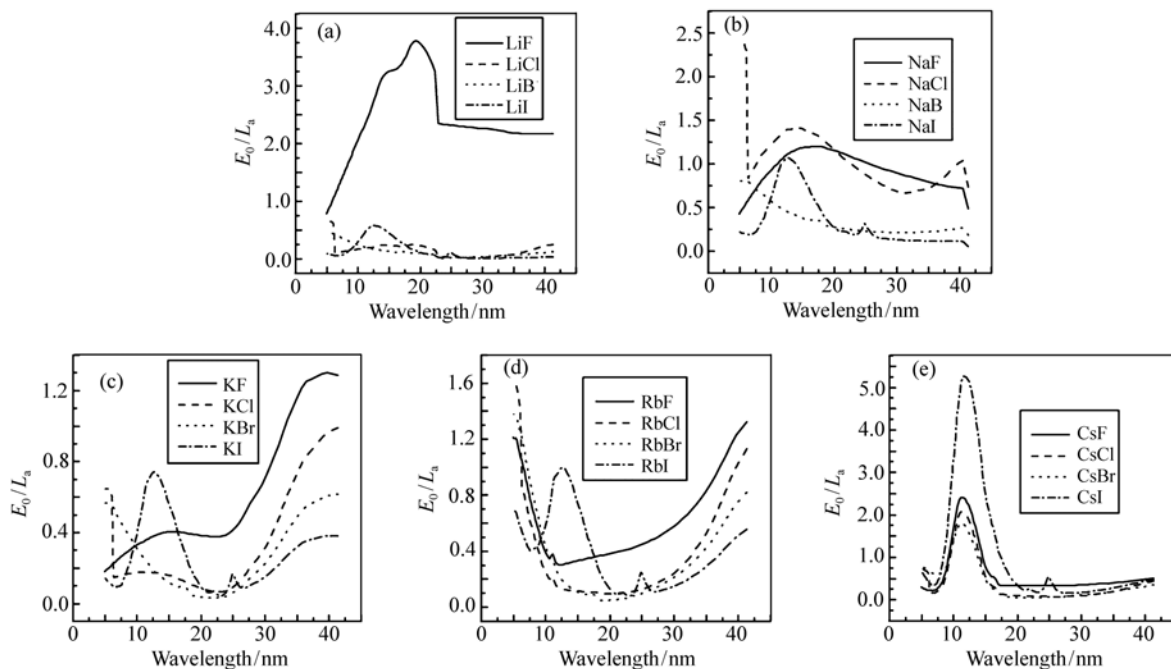 (a)
LiF
LiCl
LiB
LiI
E₀/Lₐ
4.0
3.0
2.0
1.0
0.0
0 10 20 30 40
Wavelength/nm
(b)
NaF
NaCl
NaB
NaI
E₀/Lₐ
2.5
2.0
1.5
1.0
0.5
0.0
0 10 20 30 40
Wavelength/nm
(c)
KF
KCl
KBr
KI
E₀/Lₐ
1.2
0.8
0.4
0.0
0 10 20 30 40
Wavelength/nm
(d)
RbF
RbCl
RbBr
RbI
E₀/Lₐ
1.6
1.2
0.8
0.4
0.0
0 10 20 30 40
Wavelength/nm
(e)
CsF
CsCl
CsBr
CsI
E₀/Lₐ
5.0
4.0
3.0
2.0
1.0
0.0
0 10 20 30 40
Wavelength/nm